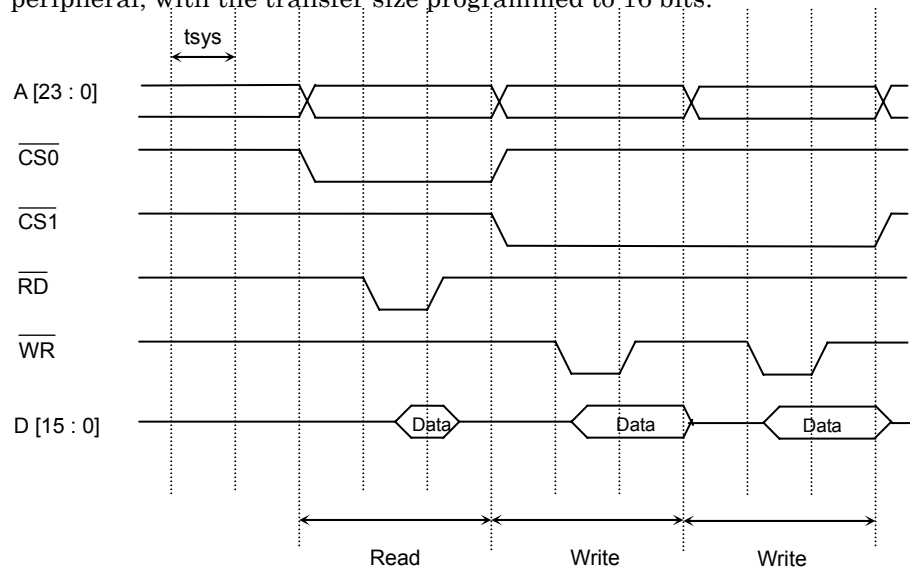 peripheral, with the transfer size programmed to 16 bits.
tsys
A [23 : 0]
CS0
CS1
RD
WR
D [15 : 0]
Data
Data
Data
Read
Write
Write